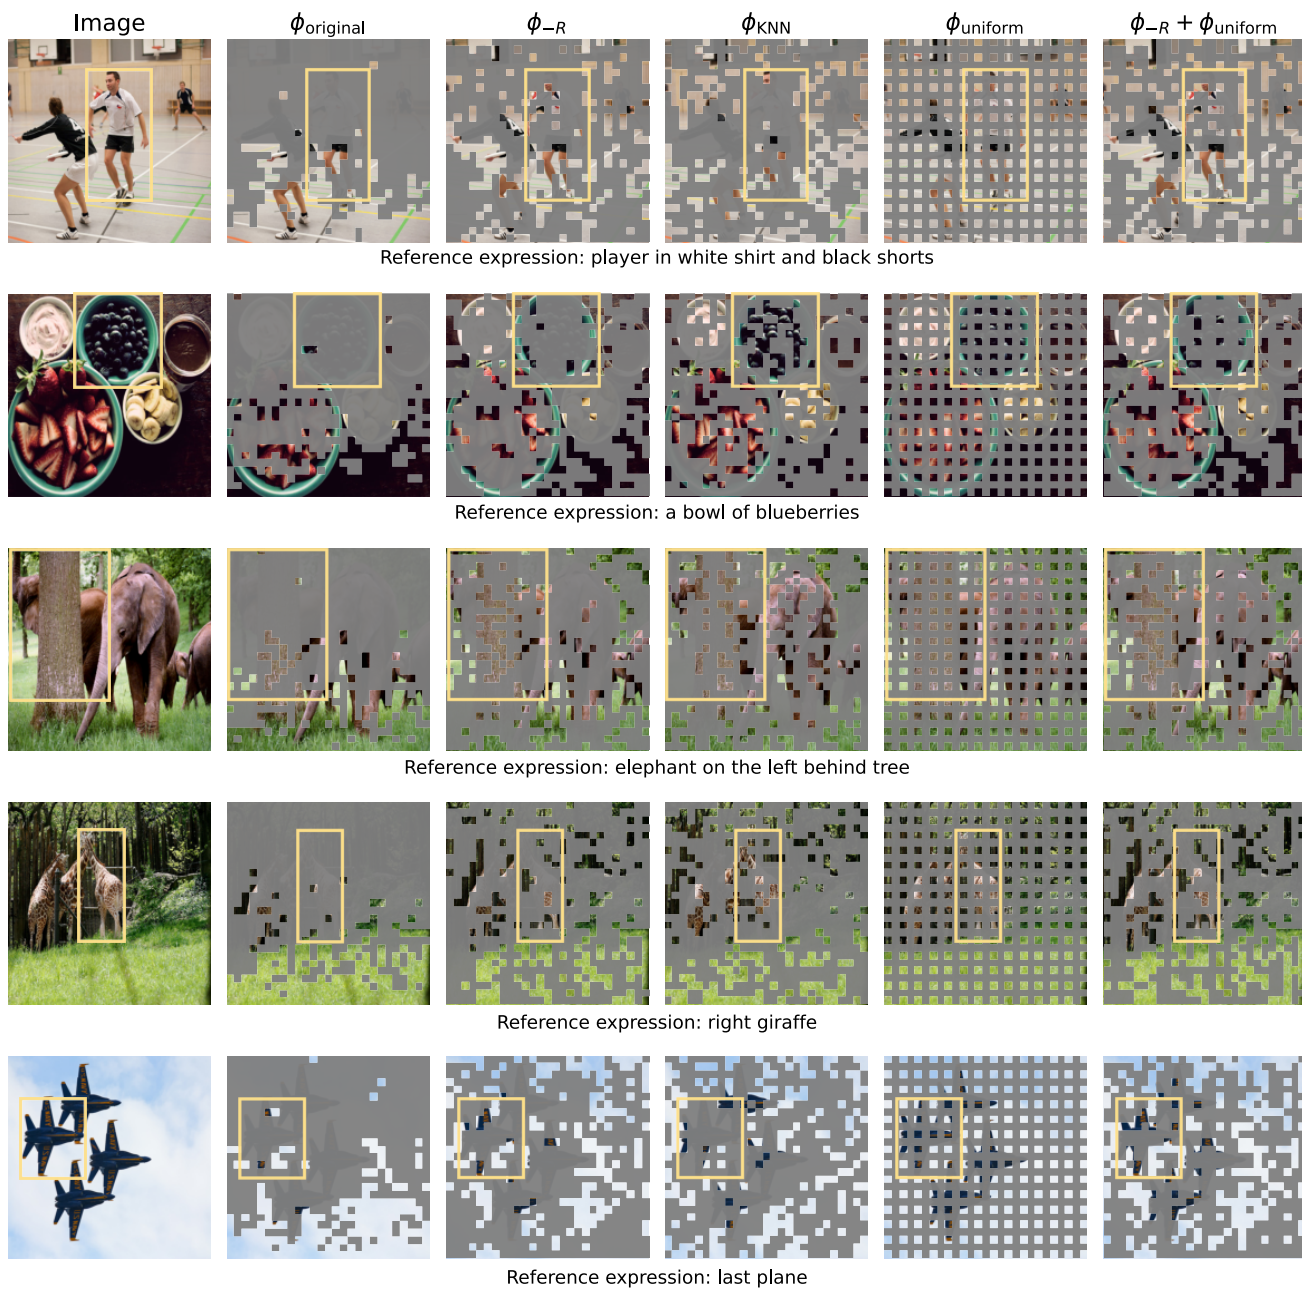 Image ϕoriginal ϕ−R ϕKNN ϕuniform ϕ−R + ϕuniform
Reference expression: player in white shirt and black shorts
Reference expression: a bowl of blueberries
Reference expression: elephant on the left behind tree
Reference expression: right giraffe
Reference expression: last plane